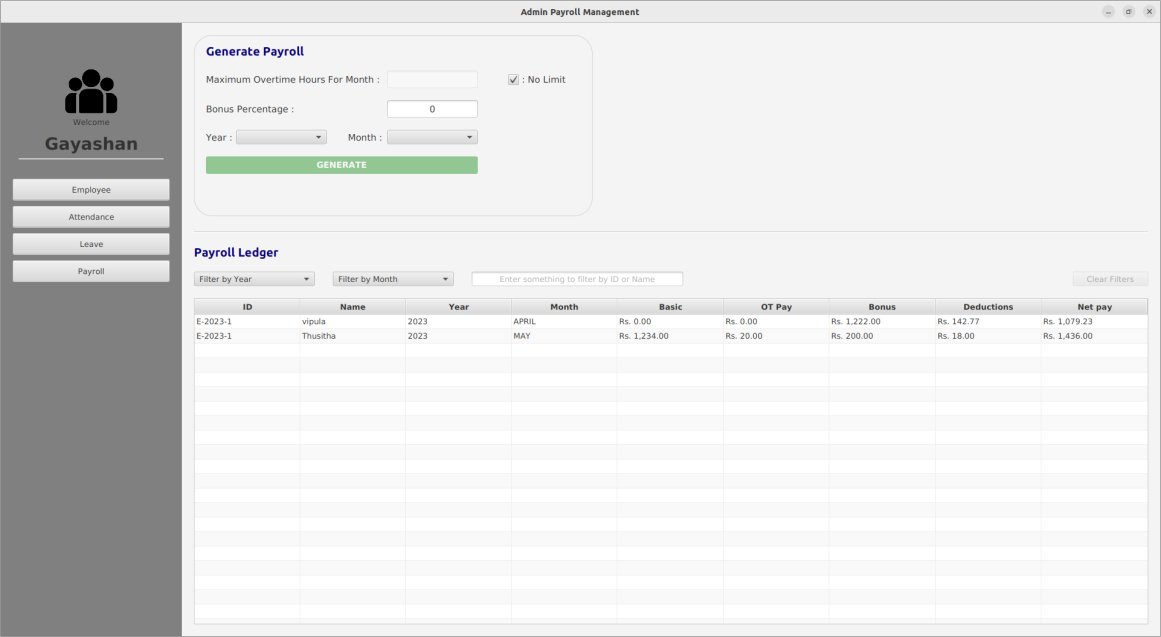 Admin Payroll Management
Welcome
Gayashan
Employee
Attendance
Leave
Payroll
Generate Payroll
Maximum Overtime Hours For Month :
: No Limit
Bonus Percentage :
0
Year :
Month :
GENERATE
Payroll Ledger
Filter by Year
Filter by Month
Enter something to filter by ID or Name
Clear Filters
ID Name Year Month Basic OT Pay Bonus Deductions Net pay
E-2023-1 vipula 2023 APRIL Rs. 0.00 Rs. 0.00 Rs. 1,222.00 Rs. 142.77 Rs. 1,079.23
E-2023-1 Thusitha 2023 MAY Rs. 1,234.00 Rs. 20.00 Rs. 200.00 Rs. 18.00 Rs. 1,436.00